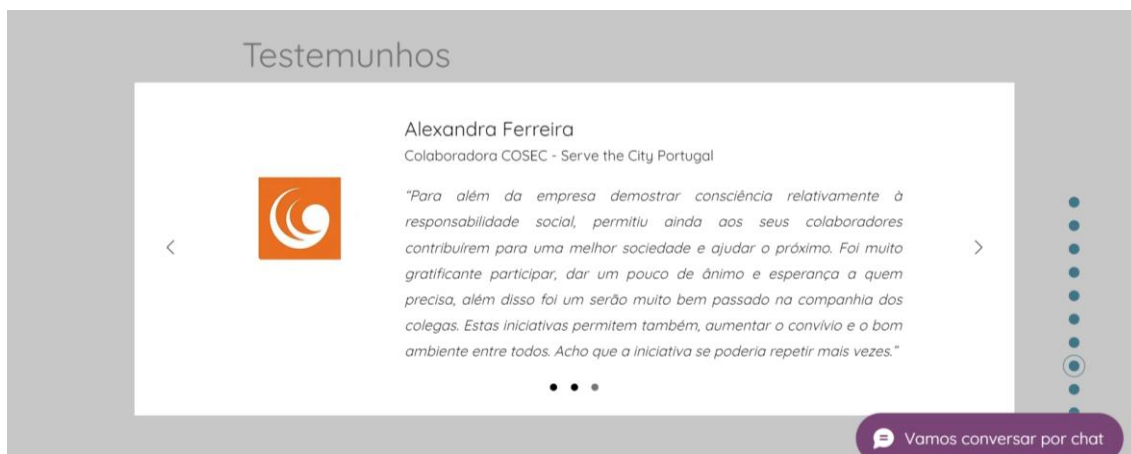 Testemunhos
Alexandra Ferreira
Colaboradora COSEC - Serve the City Portugal
“Para além da empresa demostrar consciência relativamente à
responsabilidade social, permitiu ainda aos seus colaboradores
contribuírem para uma melhor sociedade e ajudar o próximo. Foi muito
gratificante participar, dar um pouco de ânimo e esperança a quem
precisa, além disso foi um serão muito bem passado na companhia dos
colegas. Estas iniciativas permitem também, aumentar o convívio e o bom
ambiente entre todos. Acho que a iniciativa se poderia repetir mais vezes.”
Vamos conversar por chat